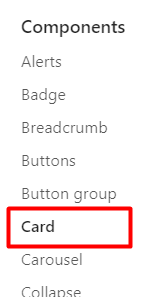 Components
Alerts
Badge
Breadcrumb
Buttons
Button group
Card
Carousel
Collapse